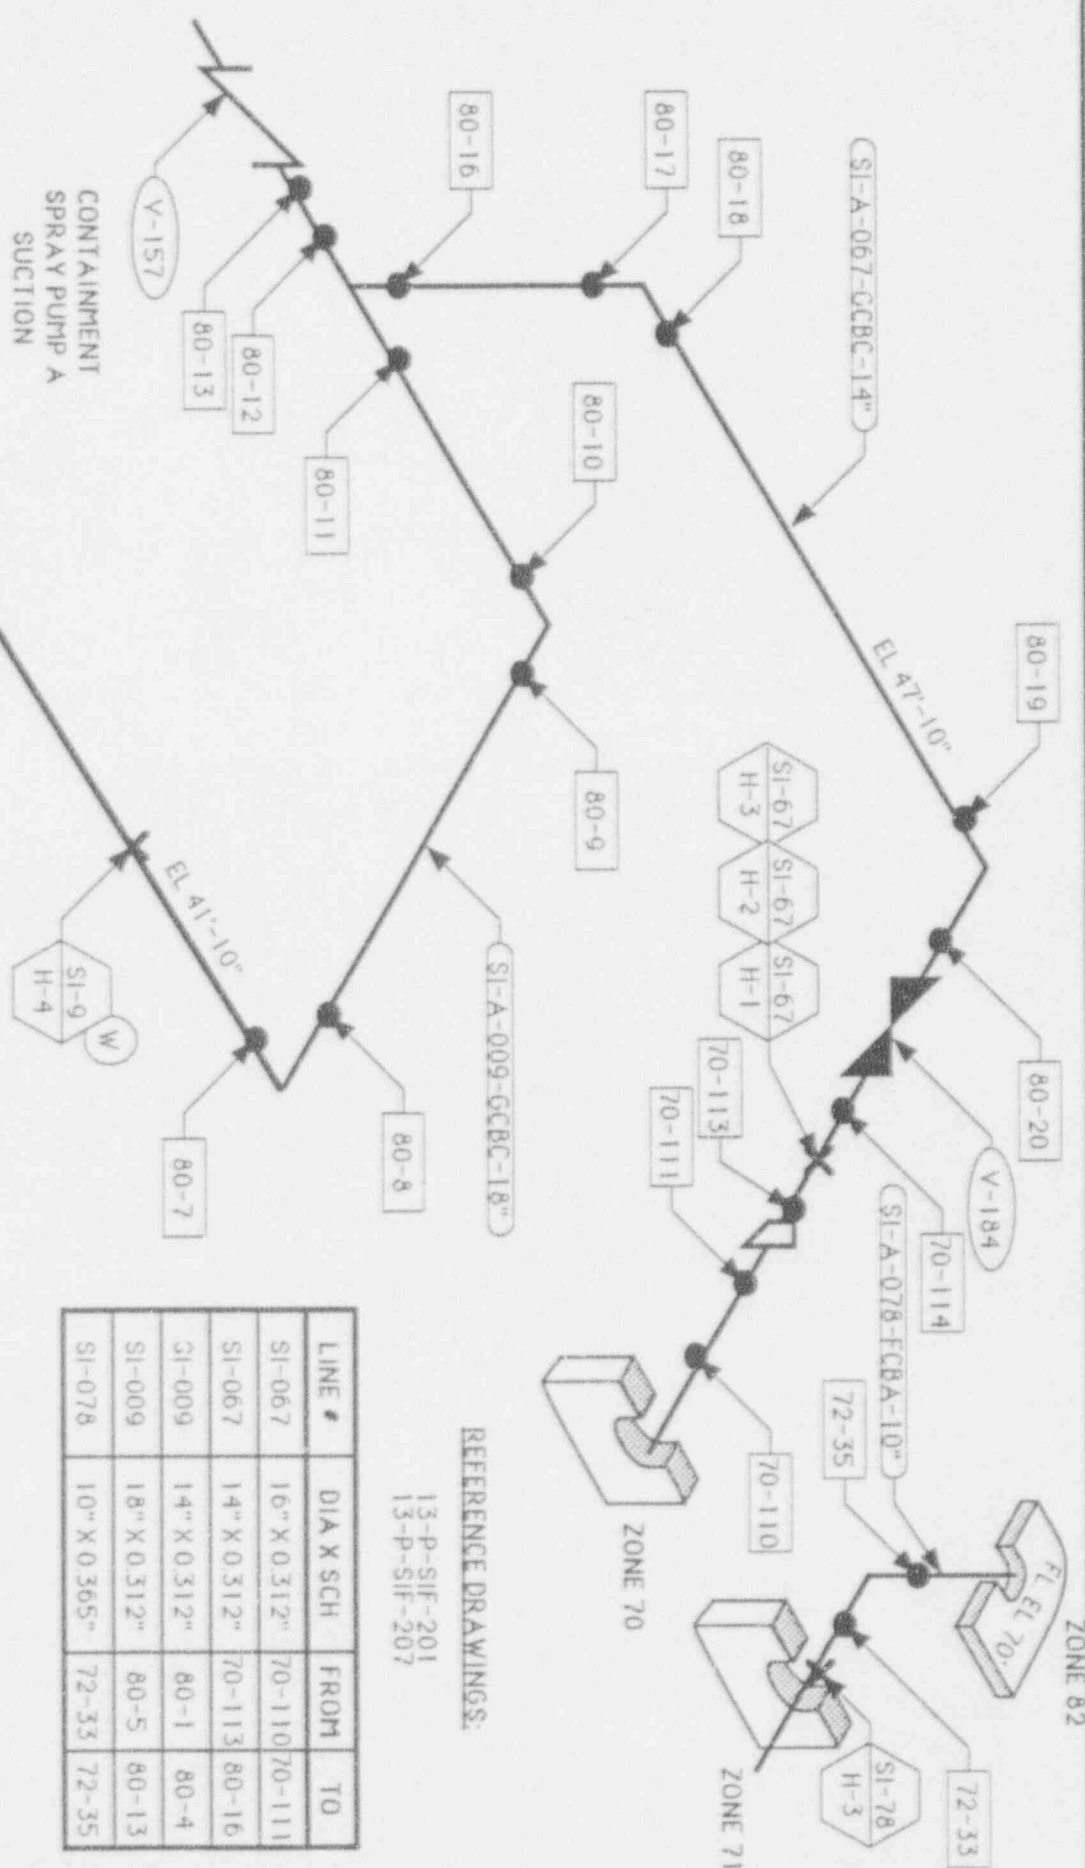 SI-A-067-GCBC-14"
80-16
80-17
80-18
80-19
80-20
EL 47'-10"
V-157
CONTAINMENT
SPRAY PUMP A
SUCTION
80-13
80-12
80-11
80-10
80-9
SI-A-009-GCBC-18"
80-8
80-7
EL 41'-10"
SI-9
H-4
W
SI-67
H-3
SI-67
H-2
SI-67
H-1
V-184
70-114
70-113
70-111
70-110
ZONE 70
SI-A-078-FCBA-10"
72-35
FL EL 70.
ZONE 82
72-33
SI-78
H-3
ZONE 71
REFERENCE DRAWINGS:
13-P-SIF-201
13-P-SIF-207
LINE # DIA X SCH FROM TO
SI-067 16" X 0.312" 70-110 70-111
SI-067 14" X 0.312" 70-113 80-16
SI-009 14" X 0.312" 80-1 80-4
SI-009 18" X 0.312" 80-5 80-13
SI-078 10" X 0.365" 72-33 72-35